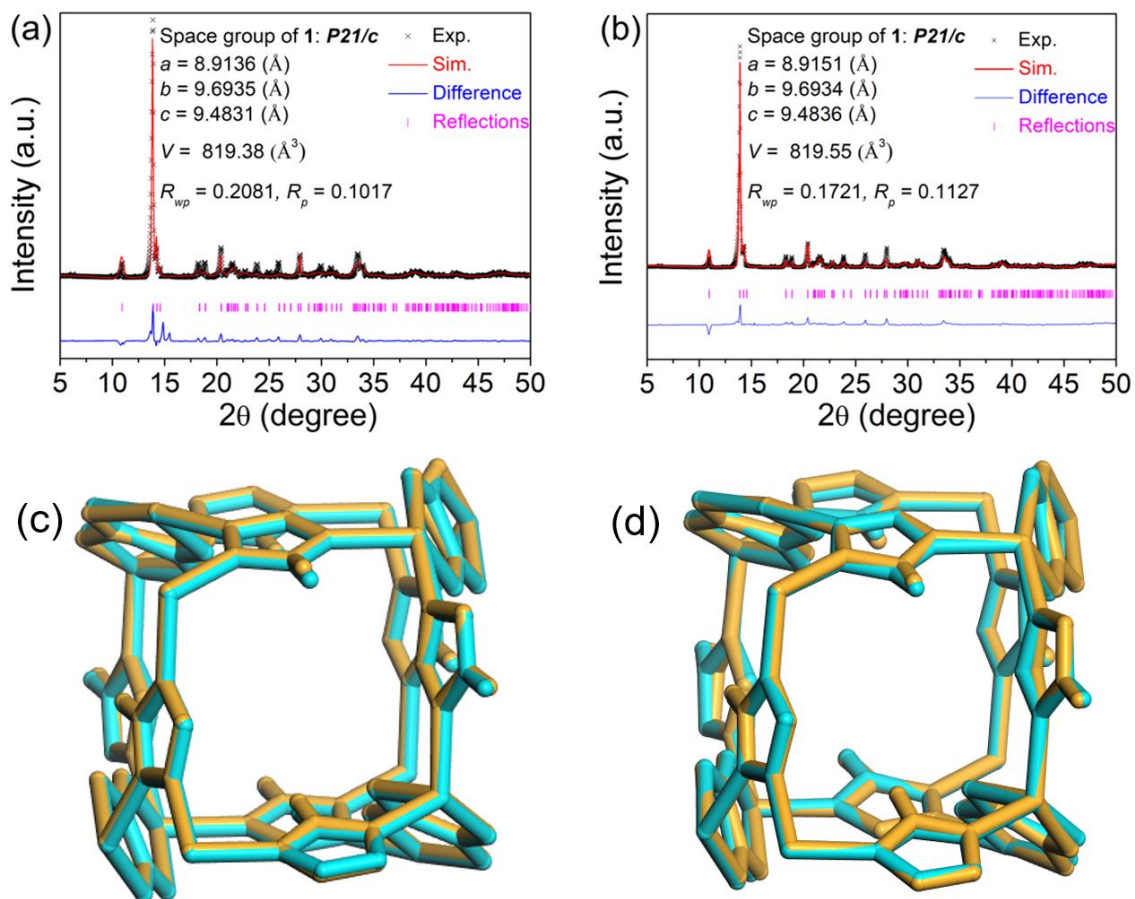 (a)
Space group of 1: P21/c
a = 8.9136 (Å)
b = 9.6935 (Å)
c = 9.4831 (Å)
V = 819.38 (Å³)
Rwp = 0.2081, Rp = 0.1017
Exp.
Sim.
Difference
Reflections
Intensity (a.u.)
5 10 15 20 25 30 35 40 45 50
2θ (degree)
(b)
Space group of 1: P21/c
a = 8.9151 (Å)
b = 9.6934 (Å)
c = 9.4836 (Å)
V = 819.55 (Å³)
Rwp = 0.1721, Rp = 0.1127
Exp.
Sim.
Difference
Reflections
Intensity (a.u.)
5 10 15 20 25 30 35 40 45 50
2θ (degree)
(c)
(d)